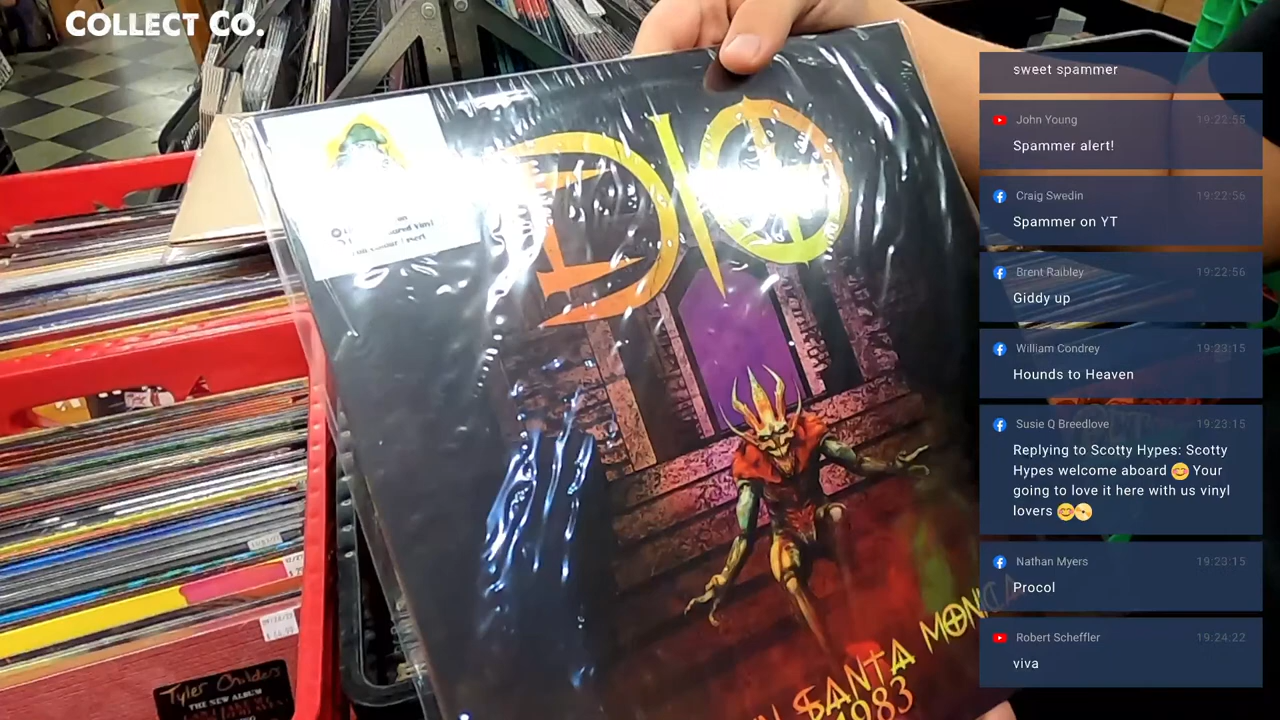 COLLECT CO.
DIO
IN SANTA MONICA
1983
Tyler Childers
THE NEW ALBUM
sweet spammer
John Young 19:22:55
Spammer alert!
Craig Swedin 19:22:56
Spammer on YT
Brent Raibley 19:22:56
Giddy up
William Condrey 19:23:15
Hounds to Heaven
Susie Q Breedlove 19:23:15
Replying to Scotty Hypes: Scotty
Hypes welcome aboard 😊 Your
going to love it here with us vinyl
lovers
Nathan Myers 19:23:15
Procol
Robert Scheffler 19:24:22
viva